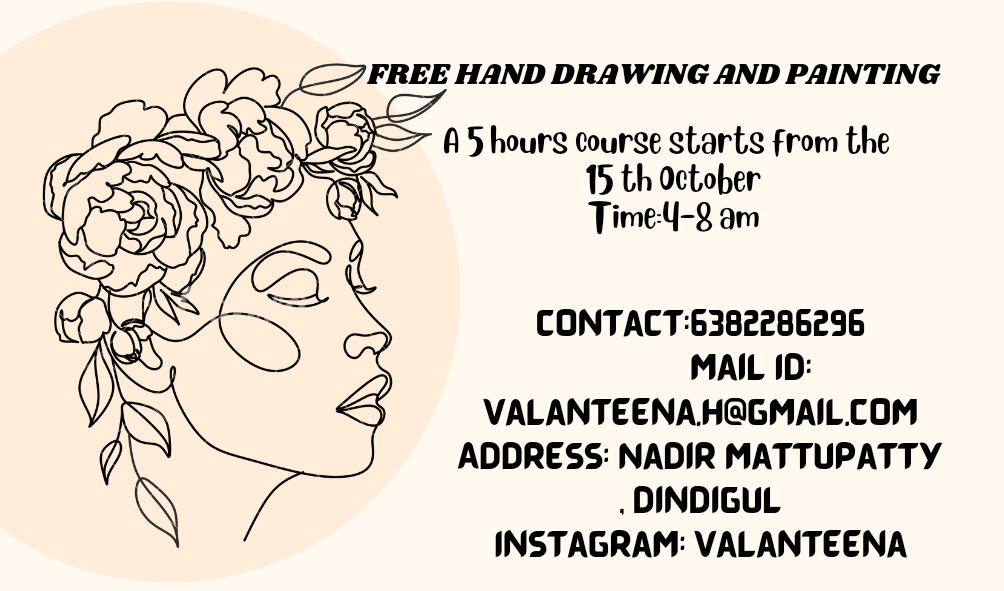 FREE HAND DRAWING AND PAINTING
A 5 hours course starts from the
15 th October
Time:4-8 am
CONTACT:6382286296
MAIL ID:
VALANTEENA.H@GMAIL.COM
ADDRESS: NADIR MATTUPATTY
, DINDIGUL
INSTAGRAM: VALANTEENA